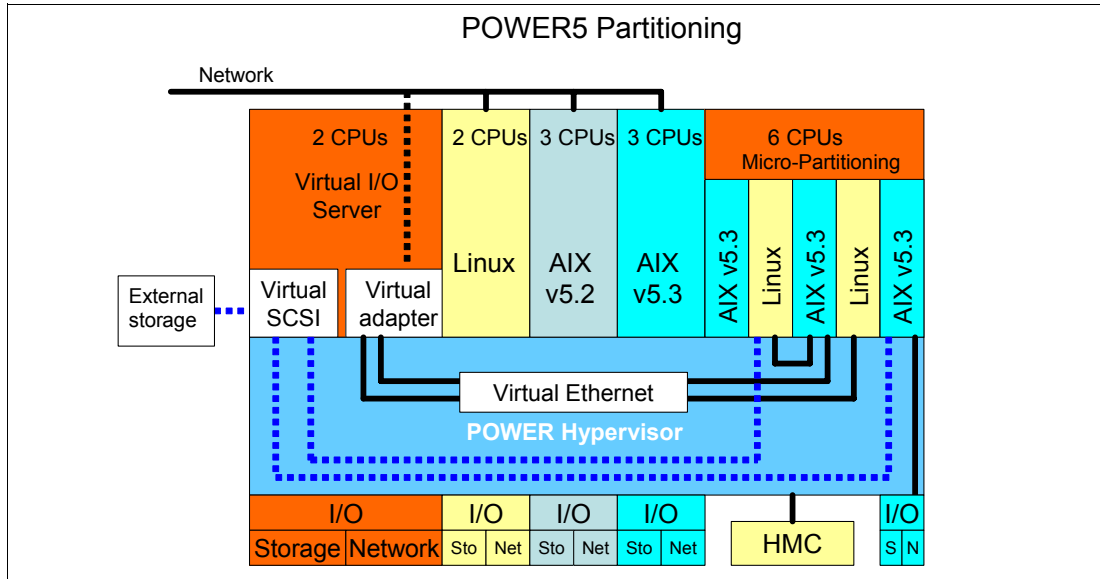 POWER5 Partitioning
Network
2 CPUs
Virtual I/O
Server
2 CPUs
Linux
3 CPUs
AIX
v5.2
3 CPUs
AIX
v5.3
6 CPUs
Micro-Partitioning
AIX v5.3
Linux
AIX v5.3
Linux
AIX v5.3
External
storage
Virtual
SCSI
Virtual
adapter
Virtual Ethernet
POWER Hypervisor
I/O
Storage
Network
I/O
Sto
Net
I/O
Sto
Net
I/O
Sto
Net
HMC
I/O
S
N